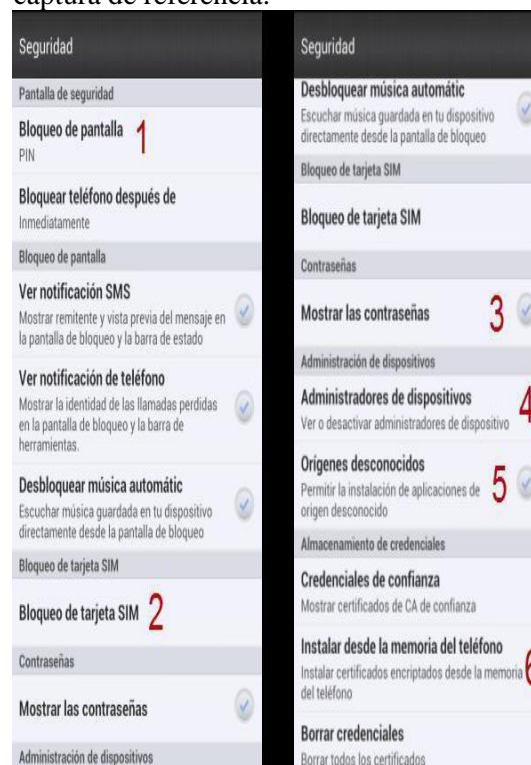 captura de referencia.
Seguridad
Pantalla de seguridad
Bloqueo de pantalla 1
PIN
Bloquear teléfono después de
Inmediatamente
Bloqueo de pantalla
Ver notificación SMS
Mostrar remitente y vista previa del mensaje en
la pantalla de bloqueo y la barra de estado
Ver notificación de teléfono
Mostrar la identidad de las llamadas perdidas
en la pantalla de bloqueo y la barra de
herramientas.
Desbloquear música automátic
Escuchar música guardada en tu dispositivo
directamente desde la pantalla de bloqueo
Bloqueo de tarjeta SIM
Bloqueo de tarjeta SIM 2
Contraseñas
Mostrar las contraseñas
Administración de dispositivos
Seguridad
Desbloquear música automátic
Escuchar música guardada en tu dispositivo
directamente desde la pantalla de bloqueo
Bloqueo de tarjeta SIM
Bloqueo de tarjeta SIM
Contraseñas
Mostrar las contraseñas 3
Administración de dispositivos
Administradores de dispositivos 4
Ver o desactivar administradores de dispositivo
Orígenes desconocidos 5
Permitir la instalación de aplicaciones de
origen desconocido
Almacenamiento de credenciales
Credenciales de confianza
Mostrar certificados de CA de confianza
Instalar desde la memoria del teléfono 6
Instalar certificados encriptados desde la memoria
del teléfono
Borrar credenciales
Borrar todos los certificados